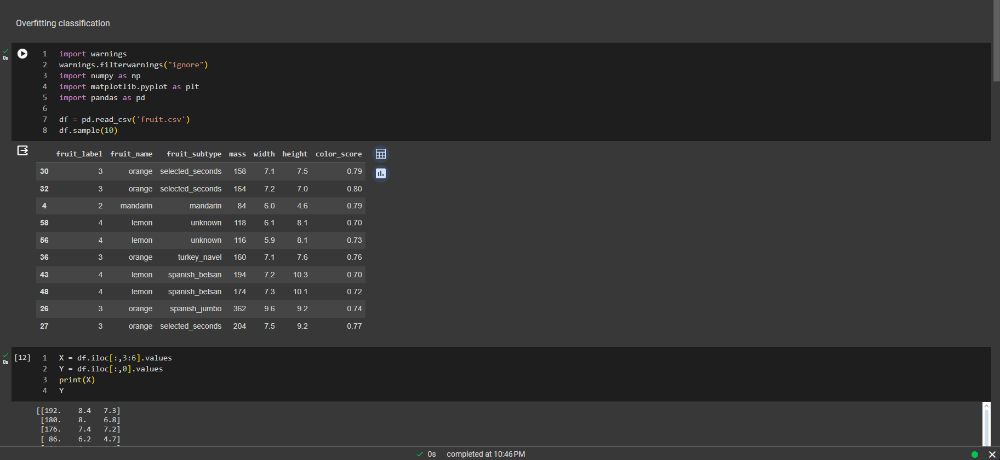 Overfitting classification
0s
1 import warnings
2 warnings.filterwarnings("ignore")
3 import numpy as np
4 import matplotlib.pyplot as plt
5 import pandas as pd
6
7 df = pd.read_csv('fruit.csv')
8 df.sample(10)
fruit_label fruit_name fruit_subtype mass width height color_score
30 3 orange selected_seconds 158 7.1 7.5 0.79
32 3 orange selected_seconds 164 7.2 7.0 0.80
4 2 mandarin mandarin 84 6.0 4.6 0.79
58 4 lemon unknown 118 6.1 8.1 0.70
56 4 lemon unknown 116 5.9 8.1 0.73
36 3 orange turkey_navel 160 7.1 7.6 0.76
43 4 lemon spanish_belsan 194 7.2 10.3 0.70
48 4 lemon spanish_belsan 174 7.3 10.1 0.72
26 3 orange spanish_jumbo 362 9.6 9.2 0.74
27 3 orange selected_seconds 204 7.5 9.2 0.77
0s
[12] 1 X = df.iloc[:,3:6].values
2 Y = df.iloc[:,0].values
3 print(X)
4 Y
[[192. 8.4 7.3]
[180. 8. 6.8]
[176. 7.4 7.2]
[ 86. 6.2 4.7]
0s completed at 10:46 PM